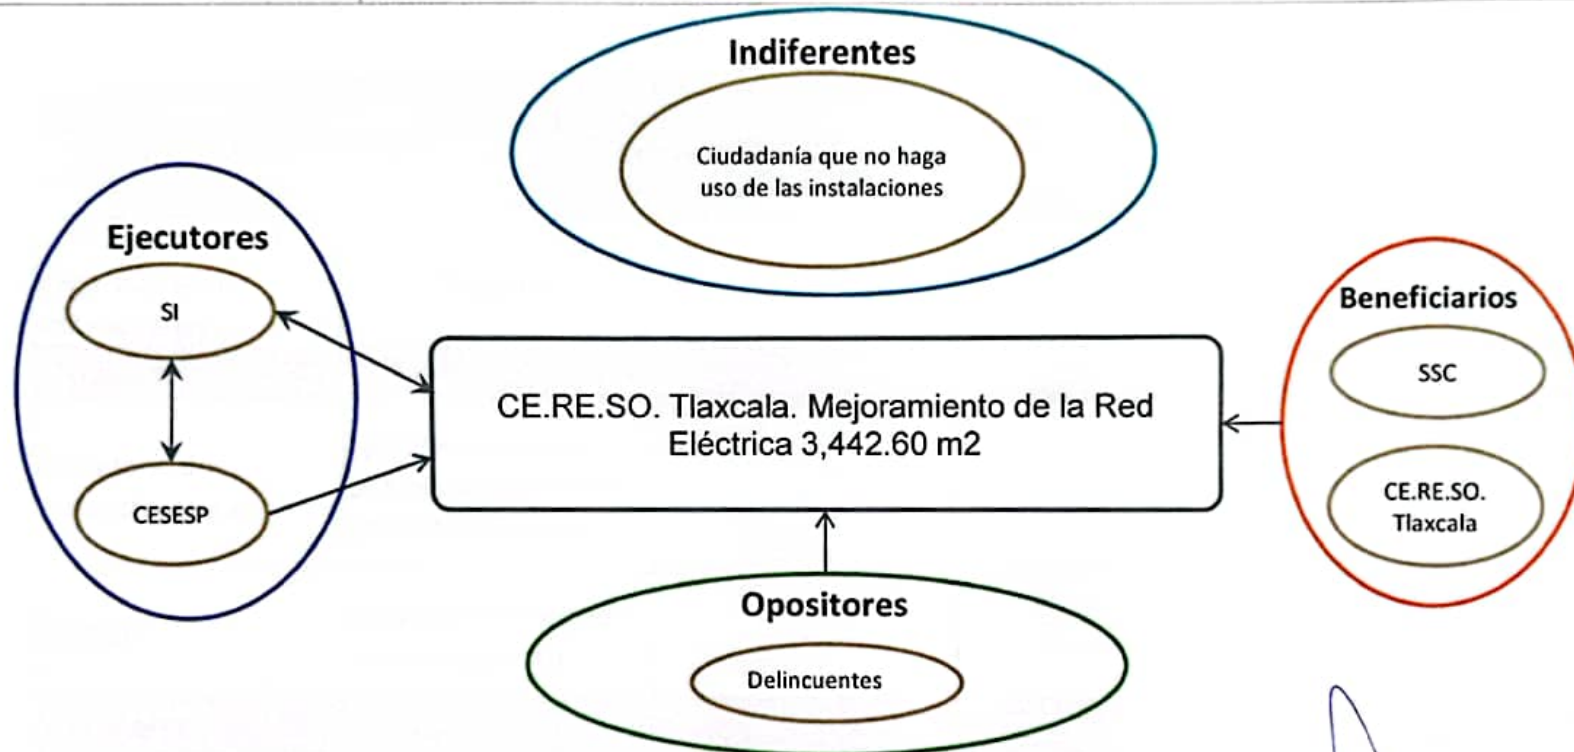 Indiferentes
Ciudadanía que no haga
uso de las instalaciones
Ejecutores
SI
CESESP
CE.RE.SO. Tlaxcala. Mejoramiento de la Red
Eléctrica 3,442.60 m2
Beneficiarios
SSC
CE.RE.SO.
Tlaxcala
Opositores
Delincuentes